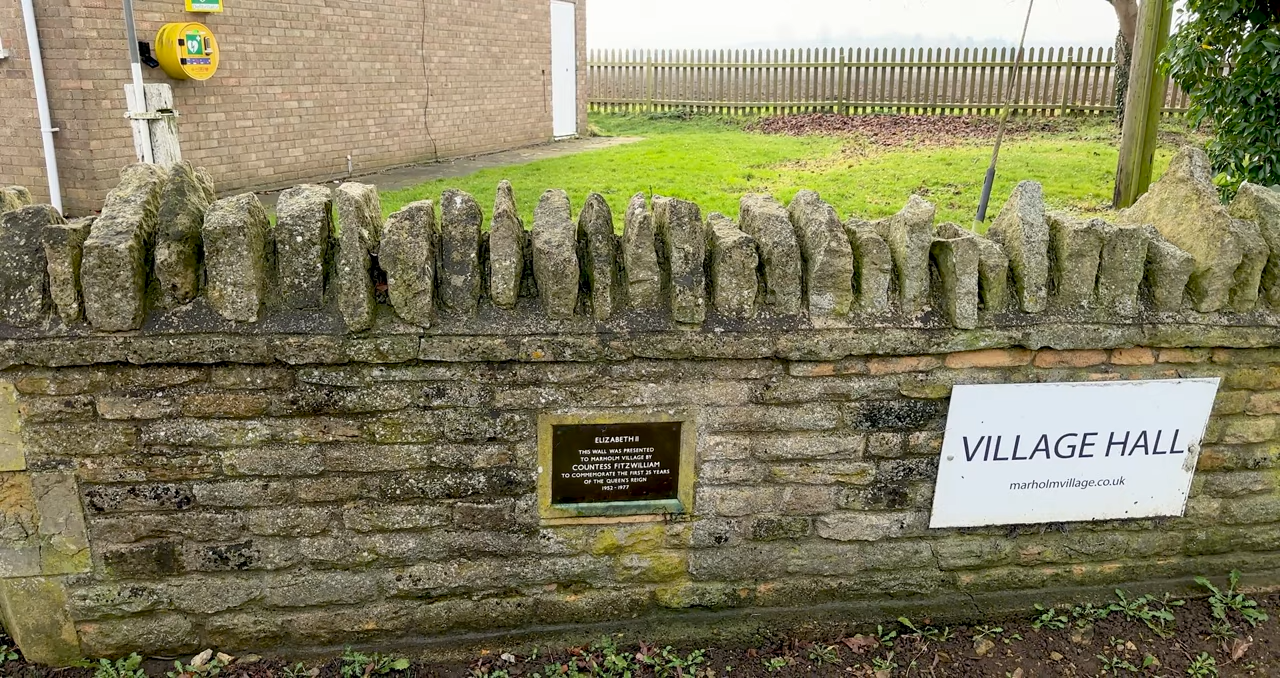 ELIZABETH II
THIS WALL WAS PRESENTED
TO MARHOLM VILLAGE BY
COUNTESS FITZWILLIAM
TO COMMEMORATE THE FIRST 25 YEARS
OF THE QUEEN'S REIGN
1952 - 1977
VILLAGE HALL
marholmvillage.co.uk